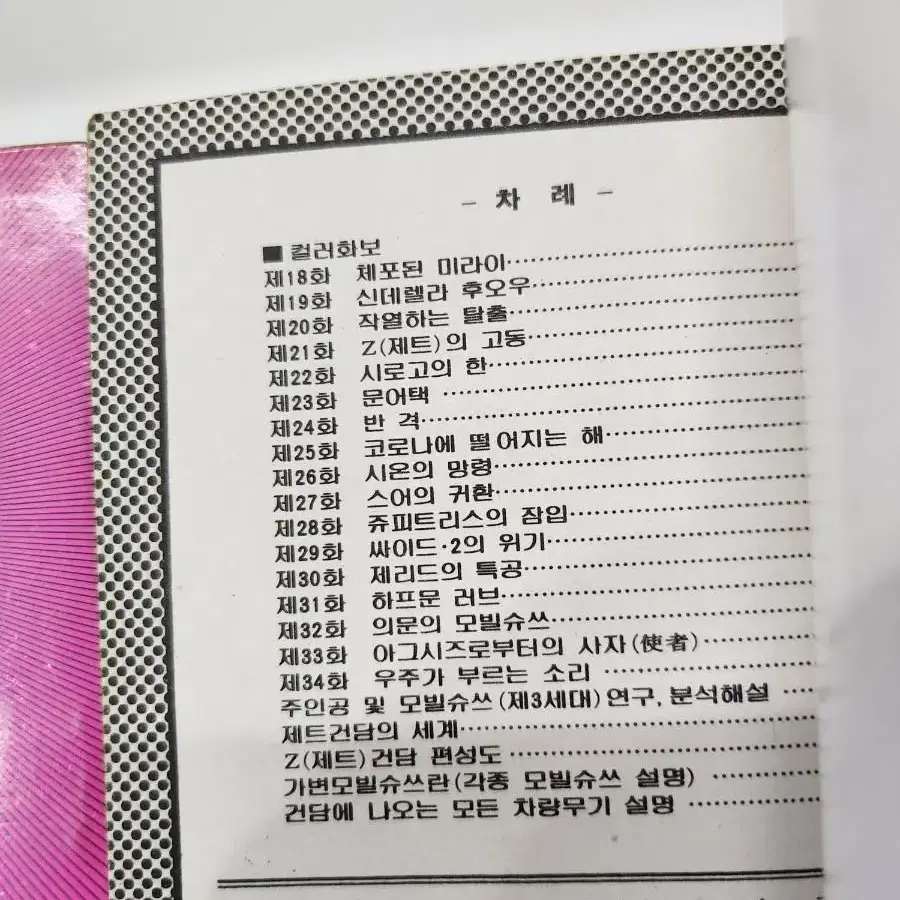 - 차 례 -
■ 컬러화보
제18화 체포된 미라이
제19화 신데렐라 후오우
제20화 작열하는 탈출
제21화 Z(제트)의 고동
제22화 시로고의 한
제23화 문어택
제24화 반 격
제25화 코로나에 떨어지는 해
제26화 시온의 망령
제27화 스어의 커환
제28화 쥬피트리스의 잠입
제29화 싸이드·2의 위기
제30화 제리드의 특공
제31화 하프문 러브
제32화 의문의 모빌슈쓰
제33화 아그시즈로부터의 사자(使者)
제34화 우주가 부르는 소리
주인공 및 모빌슈쓰(제3세대)연구, 분석해설
제트건담의 세계
Z(제트)건담 편성도
가변모빌슈쓰란(각종 모빌슈쓰 설명)
건담에 나오는 모든 차량무기 설명